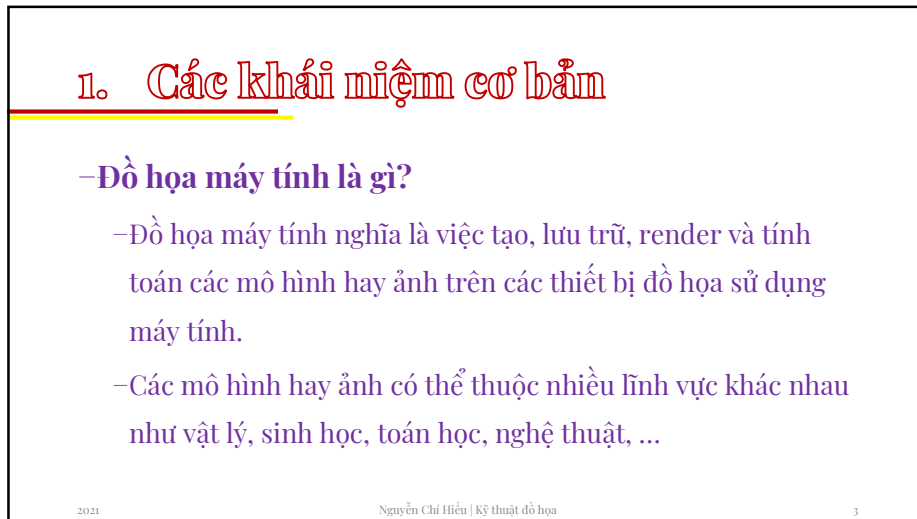 1. Các khái niệm cơ bản
–Đồ họa máy tính là gì?
–Đồ họa máy tính nghĩa là việc tạo, lưu trữ, render và tính
toán các mô hình hay ảnh trên các thiết bị đồ họa sử dụng
máy tính.
–Các mô hình hay ảnh có thể thuộc nhiều lĩnh vực khác nhau
như vật lý, sinh học, toán học, nghệ thuật, ...
2021 Nguyễn Chí Hiếu | Kỹ thuật đồ họa 3